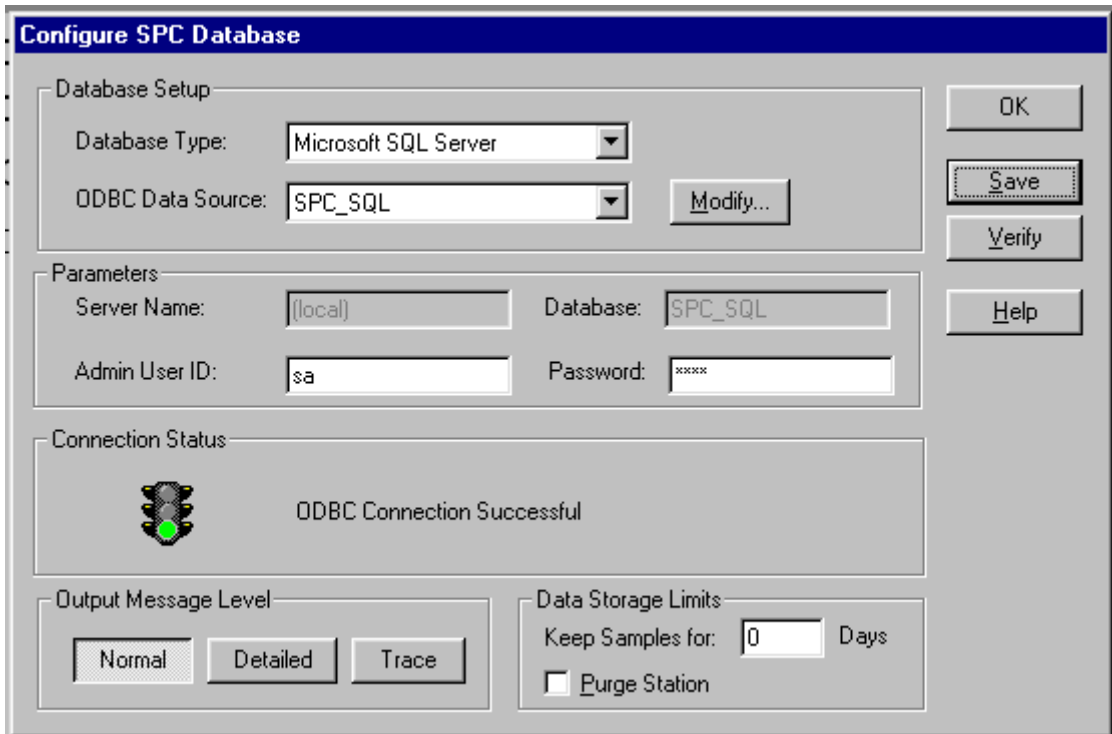 Configure SPC Database
Database Setup
OK
Database Type: Microsoft SQL Server
ODBC Data Source: SPC_SQL Modify...
Save
Verify
Parameters
Server Name: (local) Database: SPC_SQL
Help
Admin User ID: sa Password: ****
Connection Status
ODBC Connection Successful
Output Message Level
Normal Detailed Trace
Data Storage Limits
Keep Samples for: 0 Days
Purge Station